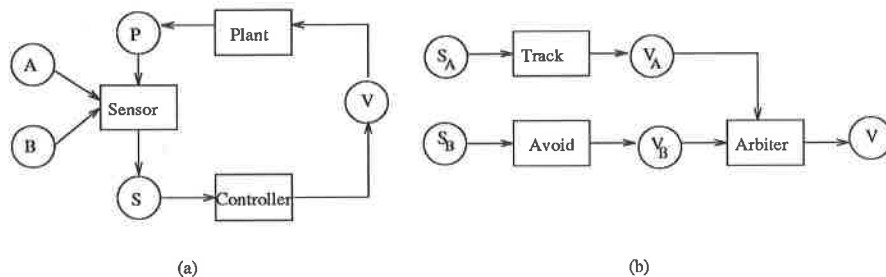 P
Plant
A
Sensor
B
V
S
Controller
(a)
S_A
Track
V_A
S_B
Avoid
V_B
Arbiter
V
(b)